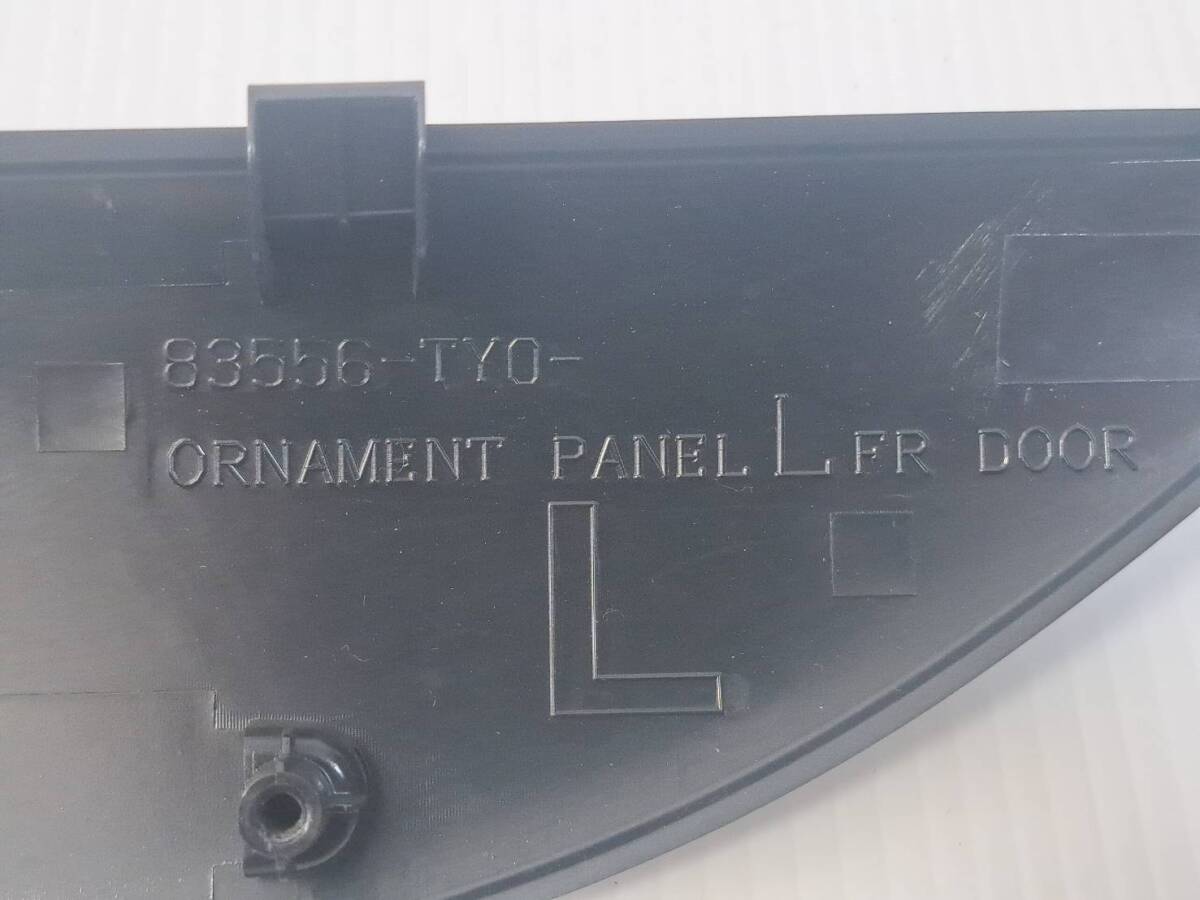 83556-TY0-
ORNAMENT PANEL L FR DOOR
L